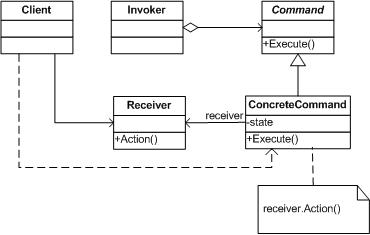 Client
Invoker
Command
+Execute()
Receiver
+Action()
receiver
ConcreteCommand
-state
+Execute()
receiver.Action()